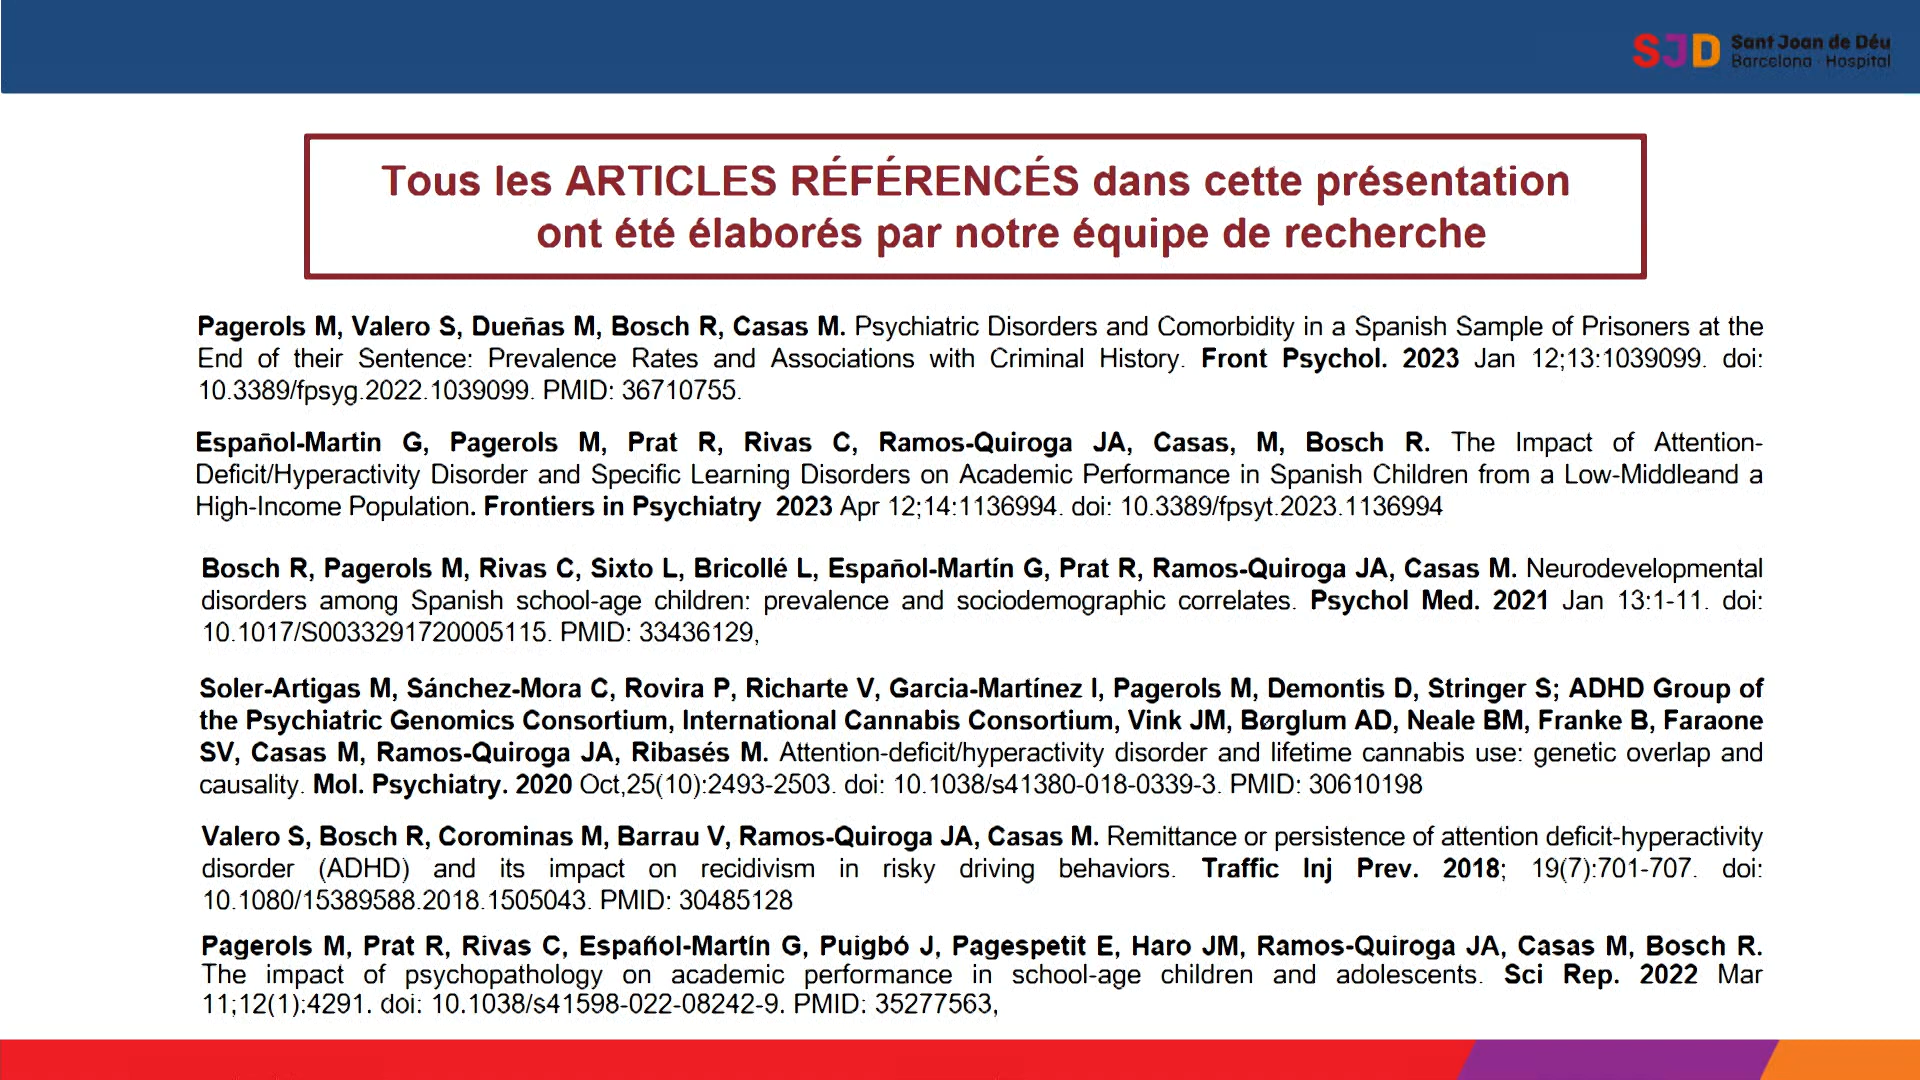 SJD Sant Joan de Déu
Barcelona · Hospital
Tous les ARTICLES RÉFÉRENCÉS dans cette présentation
ont été élaborés par notre équipe de recherche
Pagerols M, Valero S, Dueñas M, Bosch R, Casas M. Psychiatric Disorders and Comorbidity in a Spanish Sample of Prisoners at the
End of their Sentence: Prevalence Rates and Associations with Criminal History. Front Psychol. 2023 Jan 12;13:1039099. doi:
10.3389/fpsyg.2022.1039099. PMID: 36710755.
Español-Martin G, Pagerols M, Prat R, Rivas C, Ramos-Quiroga JA, Casas, M, Bosch R. The Impact of Attention-
Deficit/Hyperactivity Disorder and Specific Learning Disorders on Academic Performance in Spanish Children from a Low-Middleand a
High-Income Population. Frontiers in Psychiatry 2023 Apr 12;14:1136994. doi: 10.3389/fpsyt.2023.1136994
Bosch R, Pagerols M, Rivas C, Sixto L, Bricollé L, Español-Martín G, Prat R, Ramos-Quiroga JA, Casas M. Neurodevelopmental
disorders among Spanish school-age children: prevalence and sociodemographic correlates. Psychol Med. 2021 Jan 13:1-11. doi:
10.1017/S0033291720005115. PMID: 33436129,
Soler-Artigas M, Sánchez-Mora C, Rovira P, Richarte V, Garcia-Martínez I, Pagerols M, Demontis D, Stringer S; ADHD Group of
the Psychiatric Genomics Consortium, International Cannabis Consortium, Vink JM, Børglum AD, Neale BM, Franke B, Faraone
SV, Casas M, Ramos-Quiroga JA, Ribasés M. Attention-deficit/hyperactivity disorder and lifetime cannabis use: genetic overlap and
causality. Mol. Psychiatry. 2020 Oct,25(10):2493-2503. doi: 10.1038/s41380-018-0339-3. PMID: 30610198
Valero S, Bosch R, Corominas M, Barrau V, Ramos-Quiroga JA, Casas M. Remittance or persistence of attention deficit-hyperactivity
disorder (ADHD) and its impact on recidivism in risky driving behaviors. Traffic Inj Prev. 2018; 19(7):701-707. doi:
10.1080/15389588.2018.1505043. PMID: 30485128
Pagerols M, Prat R, Rivas C, Español-Martín G, Puigbó J, Pagespetit E, Haro JM, Ramos-Quiroga JA, Casas M, Bosch R.
The impact of psychopathology on academic performance in school-age children and adolescents. Sci Rep. 2022 Mar
11;12(1):4291. doi: 10.1038/s41598-022-08242-9. PMID: 35277563,